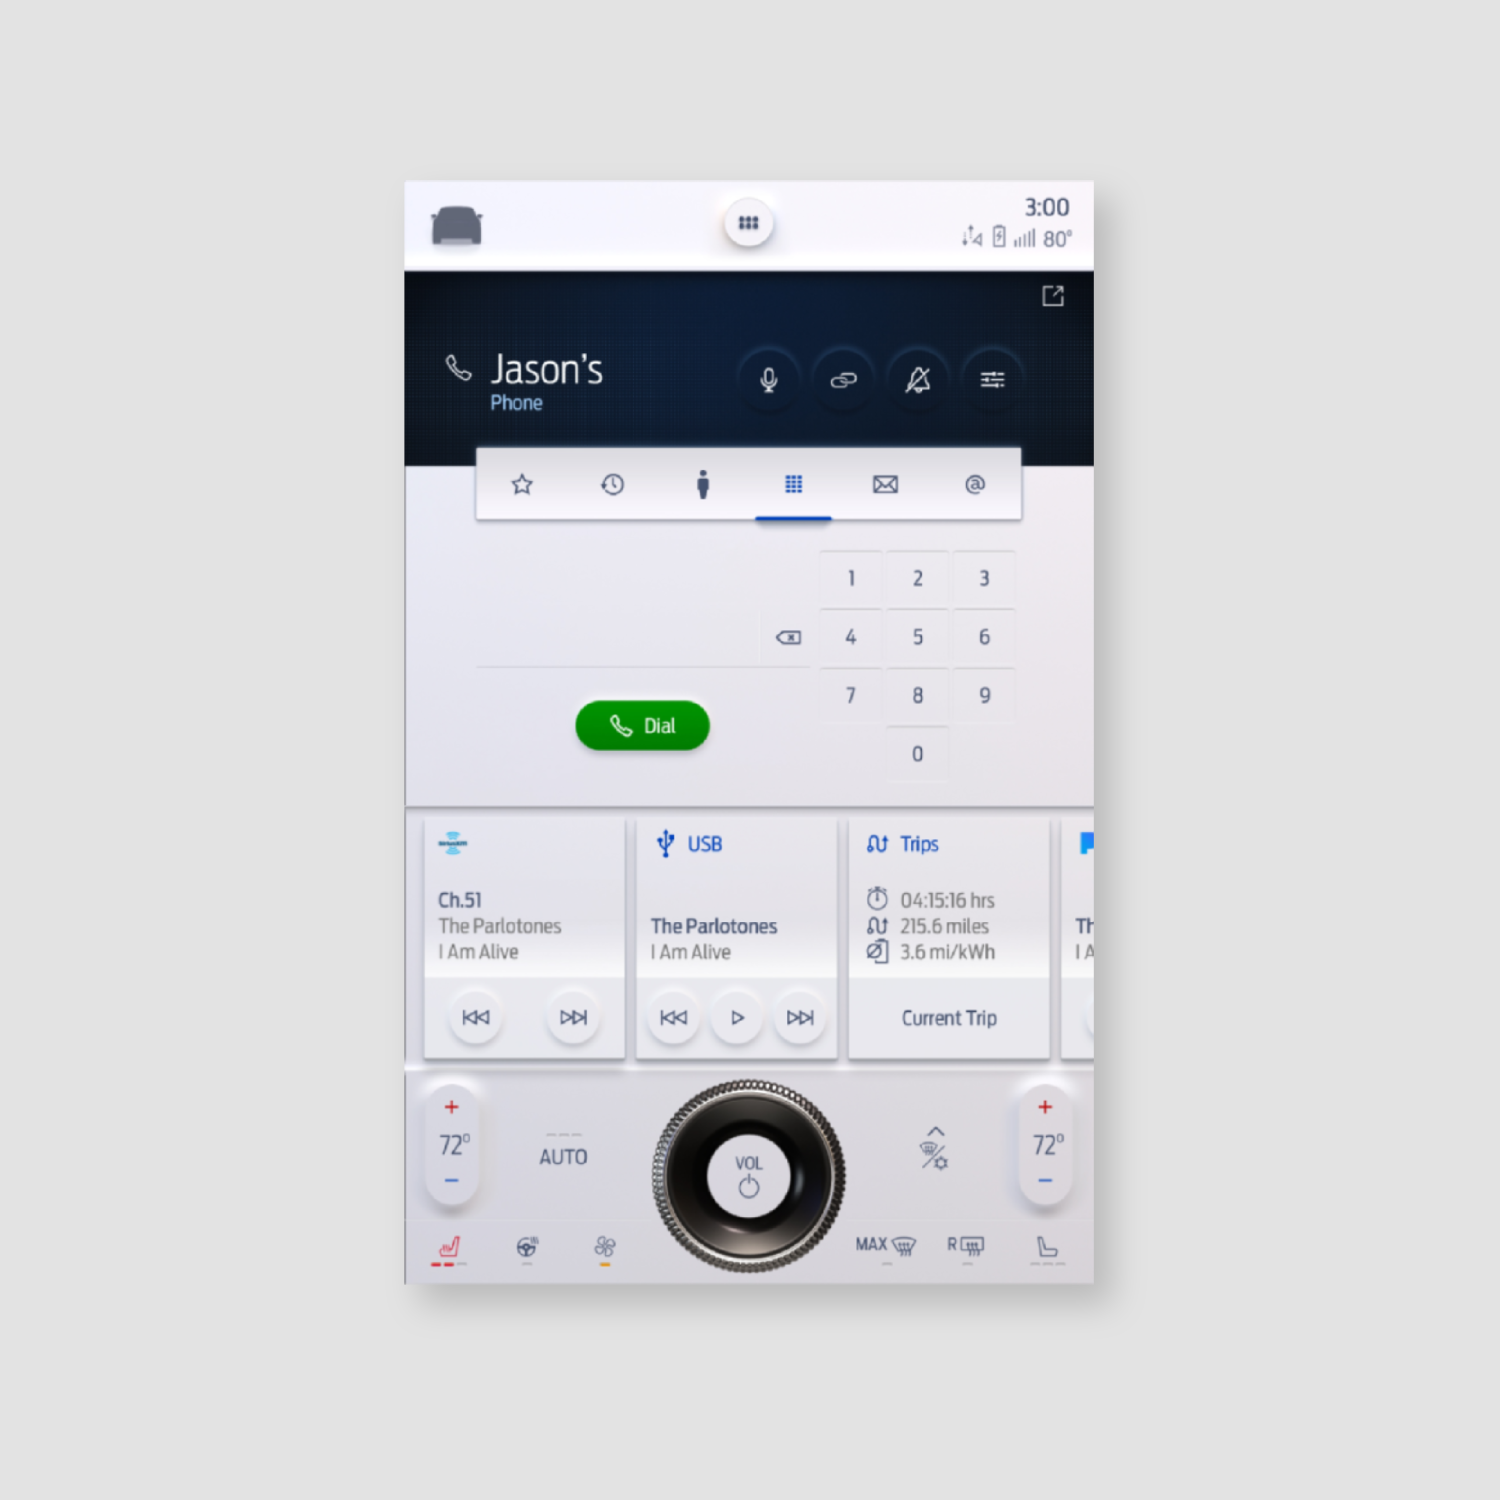 3:00
80°
Jason's
Phone
@
1 2 3
4 5 6
7 8 9
0
Dial
USB
Trips
Ch.51
The Parlotones
I Am Alive
The Parlotones
I Am Alive
04:15:16 hrs
215.6 miles
3.6 mi/kWh
Th
I A
Current Trip
+
72°
−
AUTO
VOL
+
72°
−
MAX
R